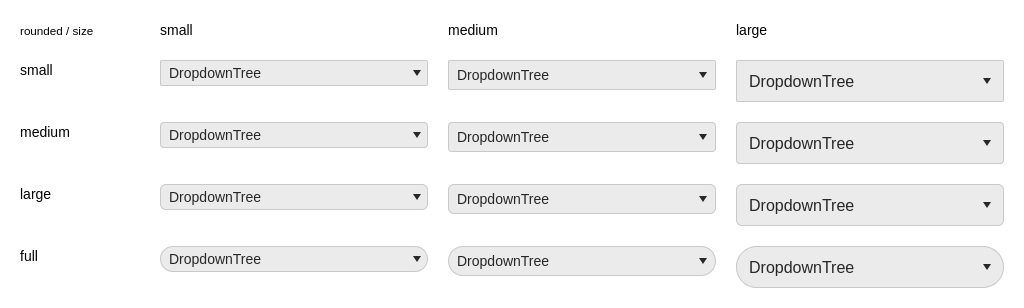 rounded / size small medium large
small DropdownTree DropdownTree DropdownTree
medium DropdownTree DropdownTree DropdownTree
large DropdownTree DropdownTree DropdownTree
full DropdownTree DropdownTree DropdownTree